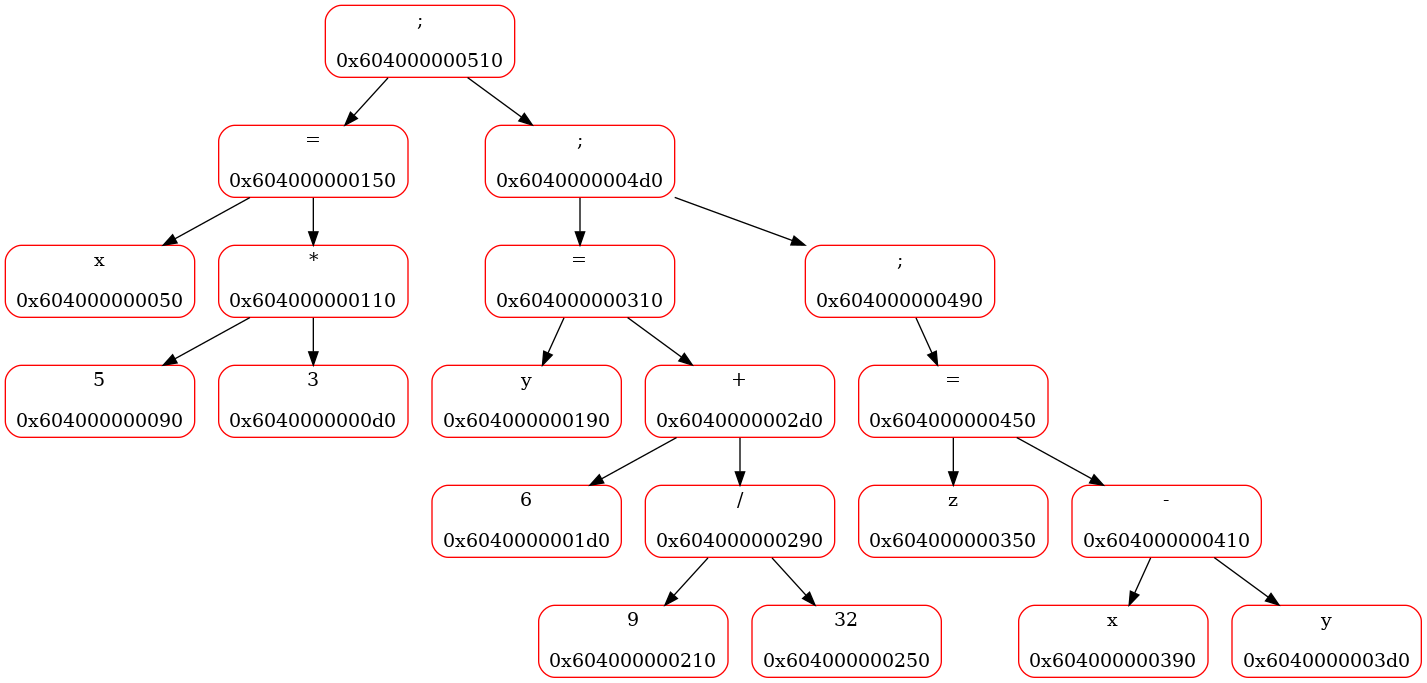 ;
0x604000000510
=
0x604000000150
;
0x6040000004d0
x
0x604000000050
*
0x604000000110
=
0x604000000310
;
0x604000000490
5
0x604000000090
3
0x6040000000d0
y
0x604000000190
+
0x6040000002d0
=
0x604000000450
6
0x6040000001d0
/
0x604000000290
z
0x604000000350
-
0x604000000410
9
0x604000000210
32
0x604000000250
x
0x604000000390
y
0x6040000003d0